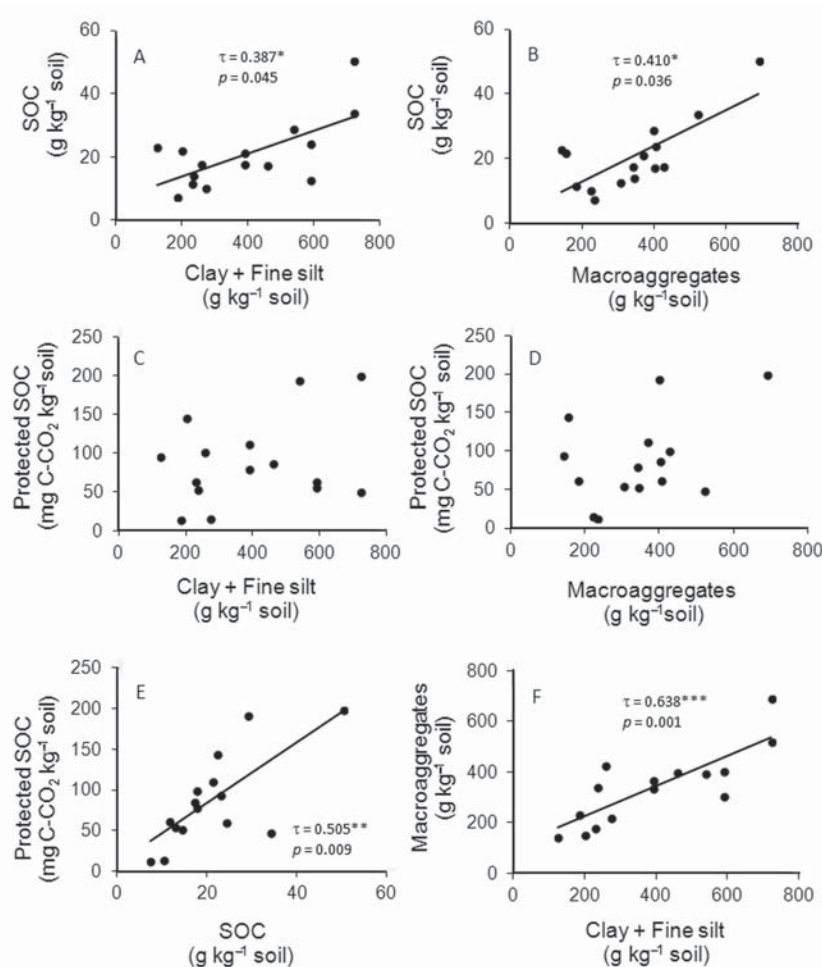 60
40
20
0
SOC
(g kg⁻¹ soil)
A
τ = 0.387*
p = 0.045
0 200 400 600 800
Clay + Fine silt
(g kg⁻¹ soil)
60
40
20
0
SOC
(g kg⁻¹ soil)
B
τ = 0.410*
p = 0.036
0 200 400 600 800
Macroaggregates
(g kg⁻¹soil)
250
200
150
100
50
0
Protected SOC
(mg C-CO₂ kg⁻¹ soil)
C
0 200 400 600 800
Clay + Fine silt
(g kg⁻¹ soil)
250
200
150
100
50
0
Protected SOC
(mg C-CO₂ kg⁻¹ soil)
D
0 200 400 600 800
Macroaggregates
(g kg⁻¹soil)
250
200
150
100
50
0
Protected SOC
(mg C-CO₂ kg⁻¹ soil)
E
τ = 0.505**
p = 0.009
0 20 40 60
SOC
(g kg⁻¹ soil)
800
600
400
200
0
Macroaggregates
(g kg⁻¹ soil)
F
τ = 0.638***
p = 0.001
0 200 400 600 800
Clay + Fine silt
(g kg⁻¹ soil)